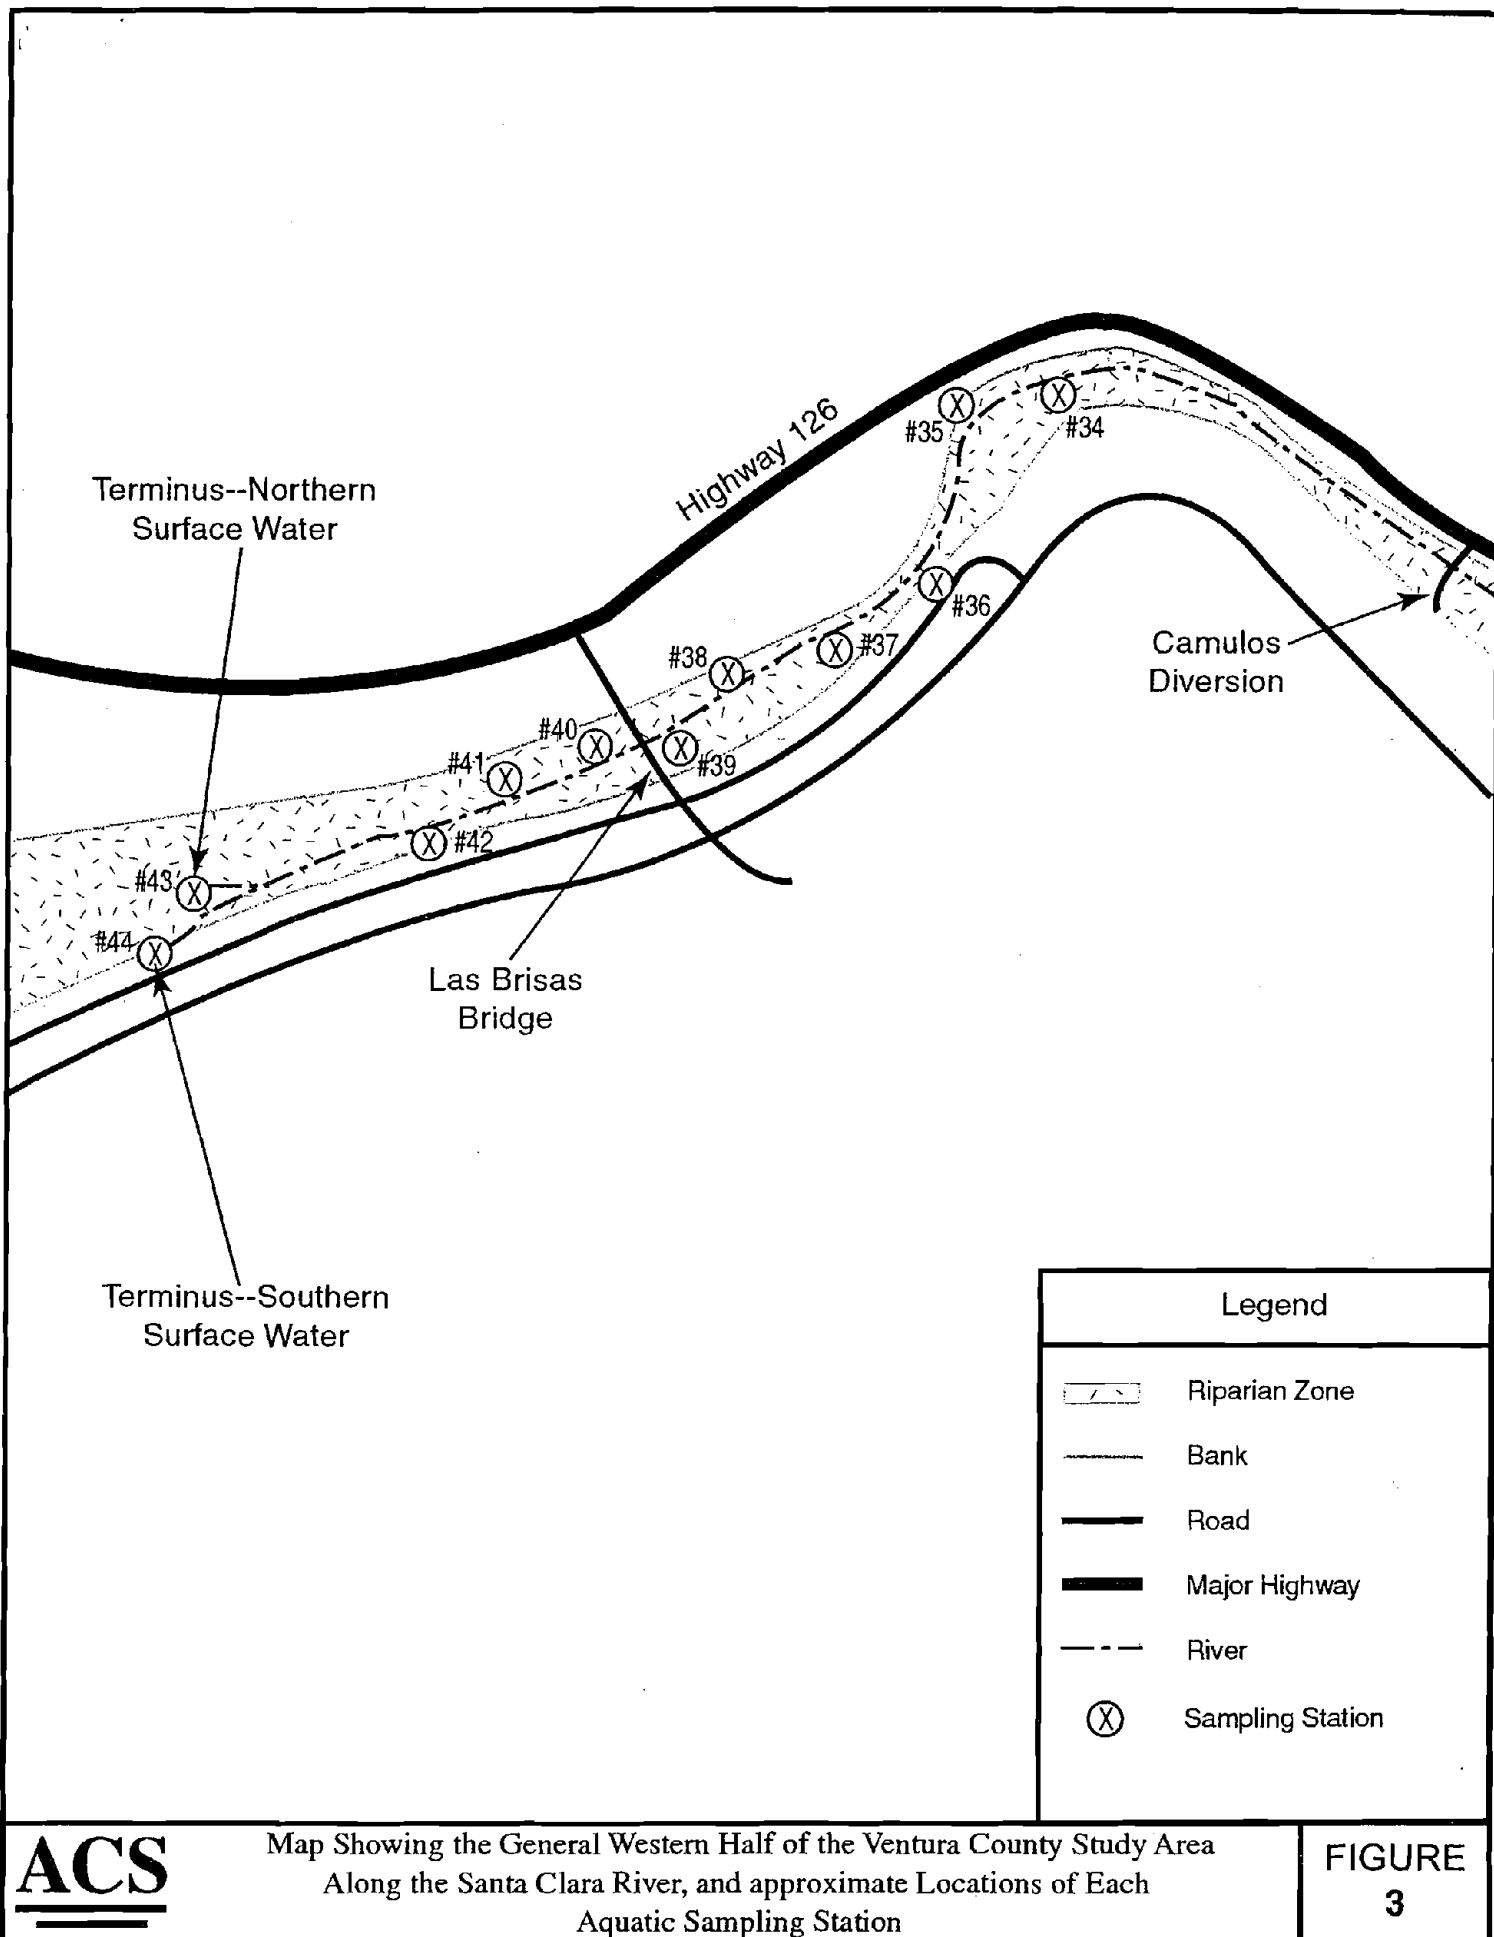 Highway 126
#35
#34
Terminus--Northern
Surface Water
#36
#37
#38
Camulos
Diversion
#40
#39
#41
#42
#43
#44
Las Brisas
Bridge
Terminus--Southern
Surface Water
Legend
Riparian Zone
Bank
Road
Major Highway
River
X Sampling Station
ACS
Map Showing the General Western Half of the Ventura County Study Area
Along the Santa Clara River, and approximate Locations of Each
Aquatic Sampling Station
FIGURE
3